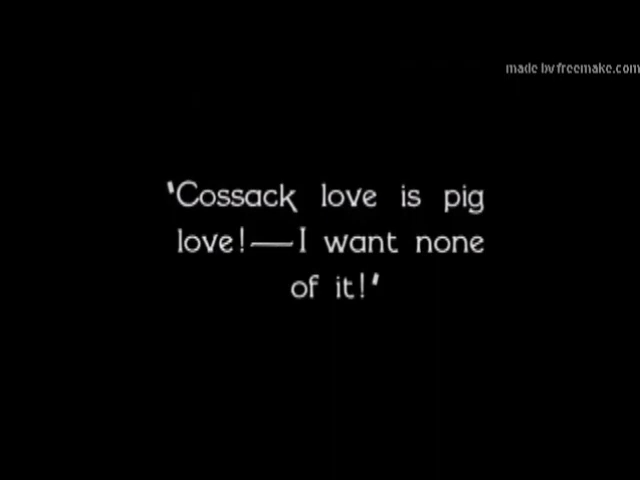 made by freemake.com
'Cossack love is pig
love!—I want none
of it!'